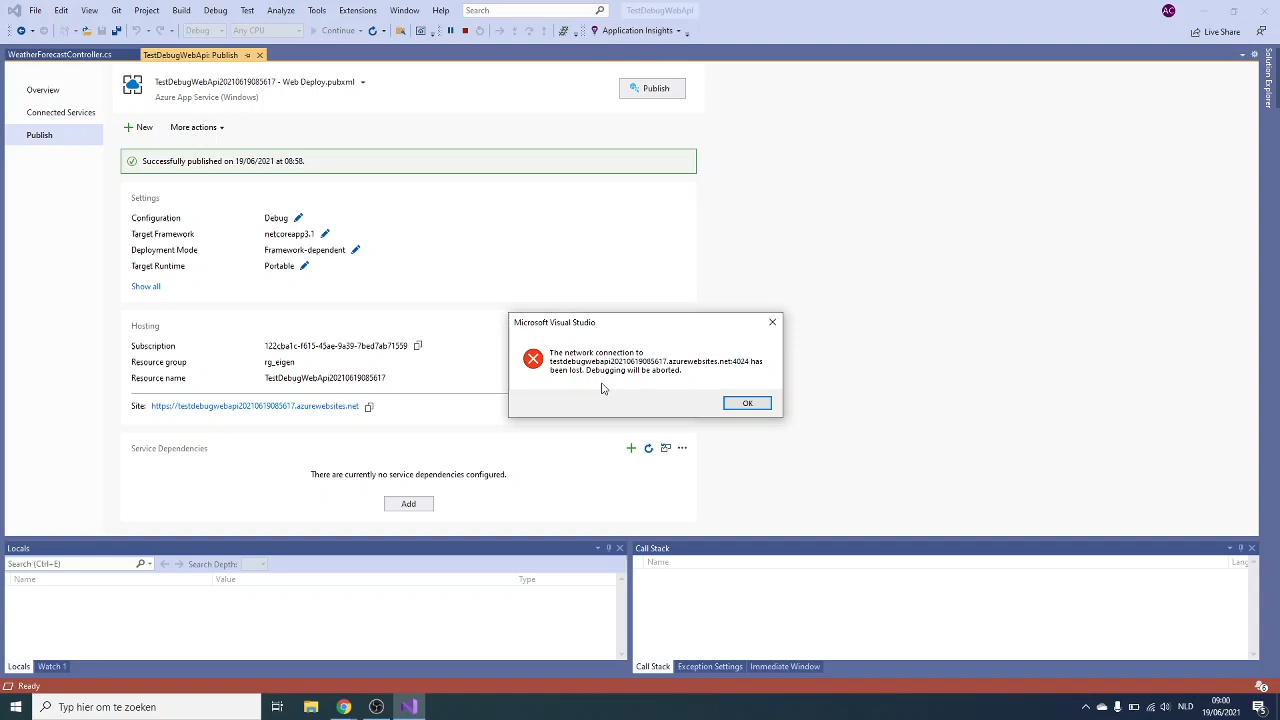 File Edit View Git Project Build Debug Test Analyze Tools Extensions Window Help Search TestDebugWebApi AC
Debug Any CPU Continue Application Insights Live Share
WeatherForecastController.cs TestDebugWebApi: Publish
Solution Explorer
Overview
Connected Services
Publish
TestDebugWebApi20210619085617 - Web Deploy.pubxml
Azure App Service (Windows)
Publish
New More actions
Successfully published on 19/06/2021 at 08:58.
Settings
Configuration Debug
Target Framework netcoreapp3.1
Deployment Mode Framework-dependent
Target Runtime Portable
Show all
Hosting
Subscription 122cba1c-f615-45ae-9a39-7bed7ab71559
Resource group rg_eigen
Resource name TestDebugWebApi20210619085617
Site: https://testdebugwebapi20210619085617.azurewebsites.net
Microsoft Visual Studio
The network connection to
testdebugwebapi20210619085617.azurewebsites.net:4024 has
been lost. Debugging will be aborted.
OK
Service Dependencies
There are currently no service dependencies configured.
Add
Locals
Search (Ctrl+E) Search Depth:
Name Value Type
Locals Watch 1
Call Stack
Name Lang
Call Stack Exception Settings Immediate Window
Ready
Typ hier om te zoeken
NLD
09:00
19/06/2021